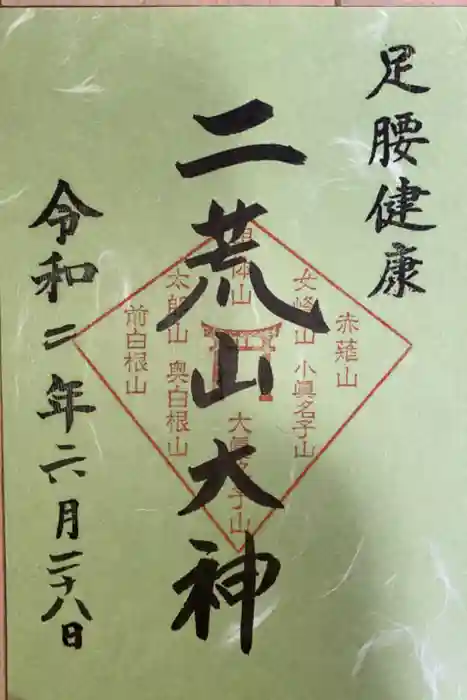 足腰健康
二荒山大神
赤薙山
女峰山 小眞名子山
男体山
大眞名子山
太郎山 奥白根山
前白根山
令和二年六月二十八日